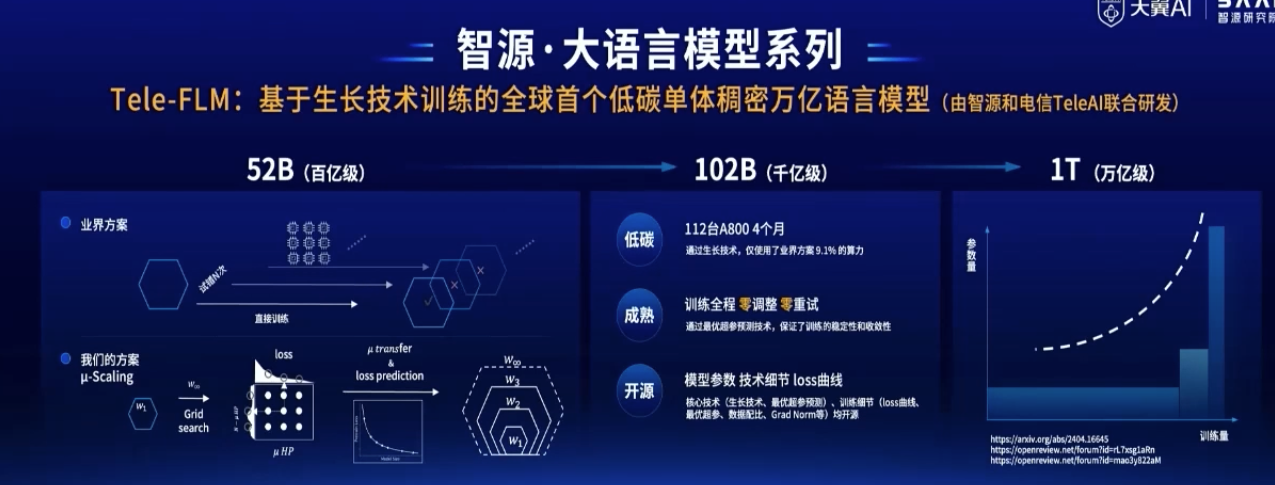 天翼AI
智源研究院
智源·大语言模型系列
Tele-FLM：基于生长技术训练的全球首个低碳单体稠密万亿语言模型（由智源和电信TeleAI联合研发）
52B（百亿级）
102B（千亿级）
1T（万亿级）
业界方案
试错N次
直接训练
我们的方案
μ-Scaling
w₁
w∞
Grid
search
loss
μ HP
μ transfer
&
loss prediction
w∞
w₃
w₂
w₁
低碳
112台A800 4个月
通过生长技术，仅使用了业界方案 9.1% 的算力
成熟
训练全程 零调整 零重试
通过最优超参预测技术，保证了训练的稳定性和收敛性
开源
模型参数 技术细节 loss曲线
核心技术（生长技术、最优超参预测）、训练细节（loss曲线、
最优超参、数据配比、Grad Norm等）均开源
参数量
训练量
https://arxiv.org/abs/2404.16645
https://openreview.net/forum?id=rL7xsg1aRn
https://openreview.net/forum?id=mao3y822aM